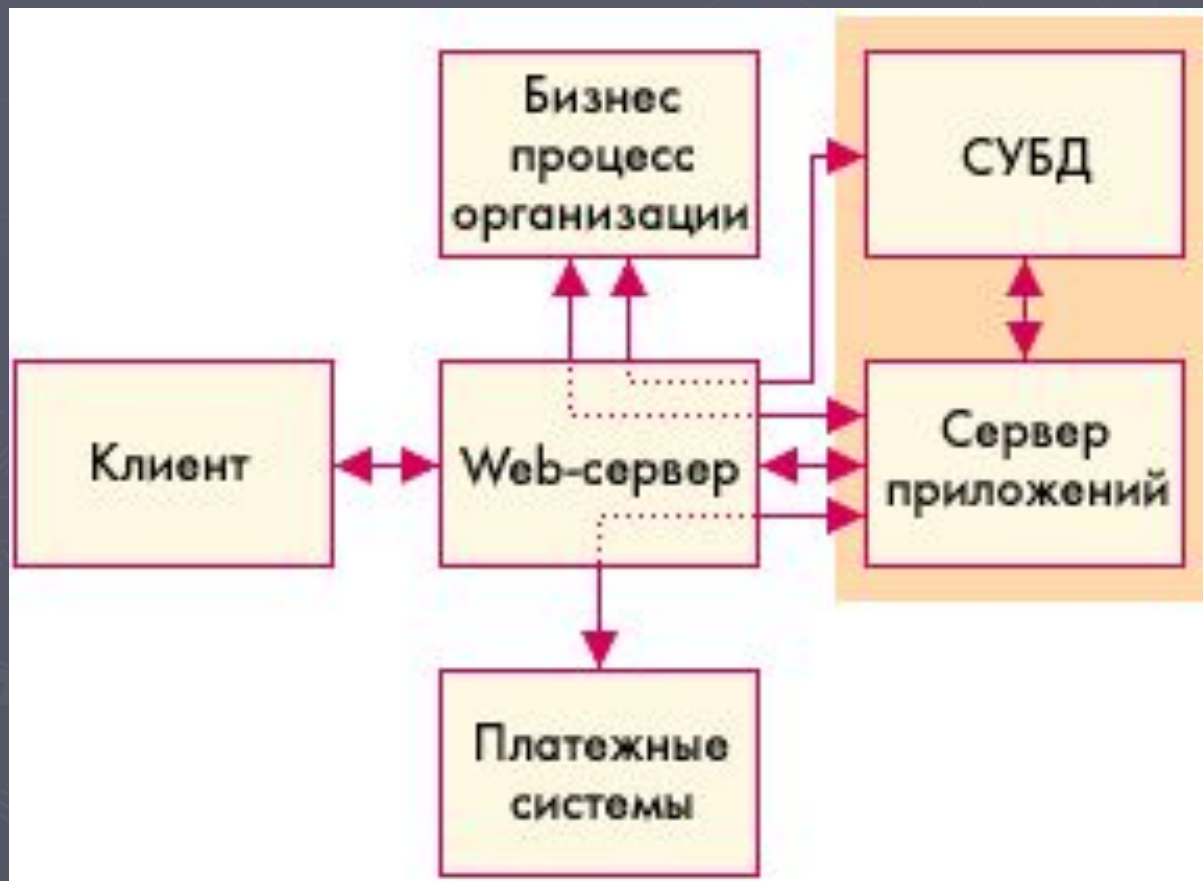 Бизнес
процесс
организации
СУБД
Клиент
Web-сервер
Сервер
приложений
Платежные
системы